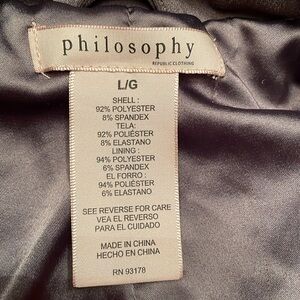 philosophy
REPUBLIC CLOTHING
L/G
SHELL :
92% POLYESTER
8% SPANDEX
TELA:
92% POLIÉSTER
8% ELASTANO
LINING :
94% POLYESTER
6% SPANDEX
EL FORRO :
94% POLIÉSTER
6% ELASTANO
SEE REVERSE FOR CARE
VEA EL REVERSO
PARA EL CUIDADO
MADE IN CHINA
HECHO EN CHINA
RN 93178